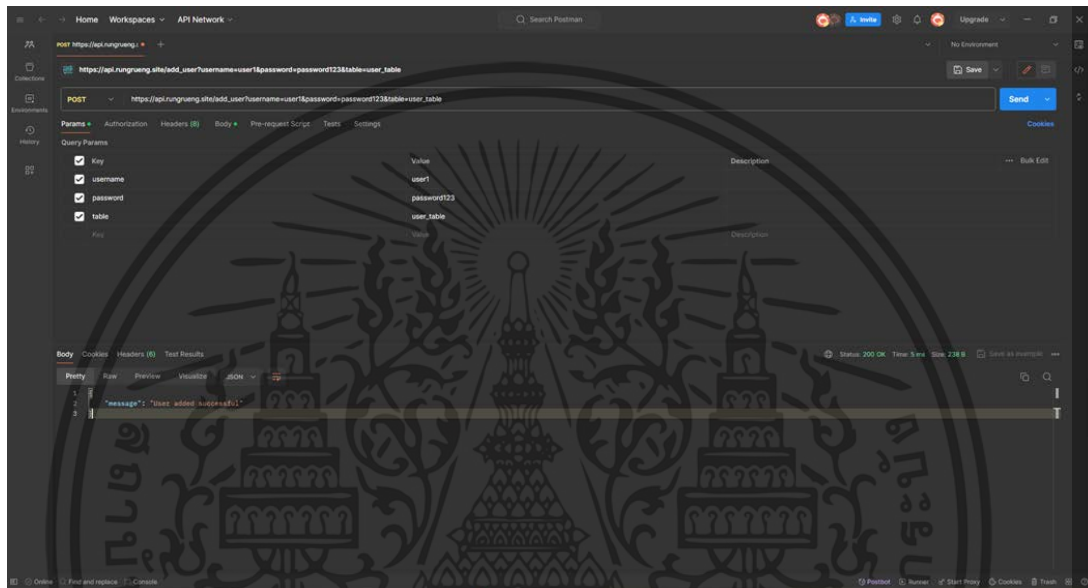 Home Workspaces API Network Search Postman Invite Upgrade
POST https://api.rungrueng.s No Environment
https://api.rungrueng.site/add_user?username=user1&password=password123&table=user_table Save
Collections
POST https://api.rungrueng.site/add_user?username=user1&password=password123&table=user_table Send
Environments
Params Authorization Headers (8) Body Pre-request Script Tests Settings Cookies
History
Query Params
Key Value Description Bulk Edit
username user1
password password123
table user_table
Key Value Description
Body Cookies Headers (6) Test Results Status: 200 OK Time: 5 ms Size: 238 B Save as example
Pretty Raw Preview Visualize JSON
1
2 "message": "User added successful"
3
Online Find and replace Console Postbot Runner Start Proxy Cookies Trash